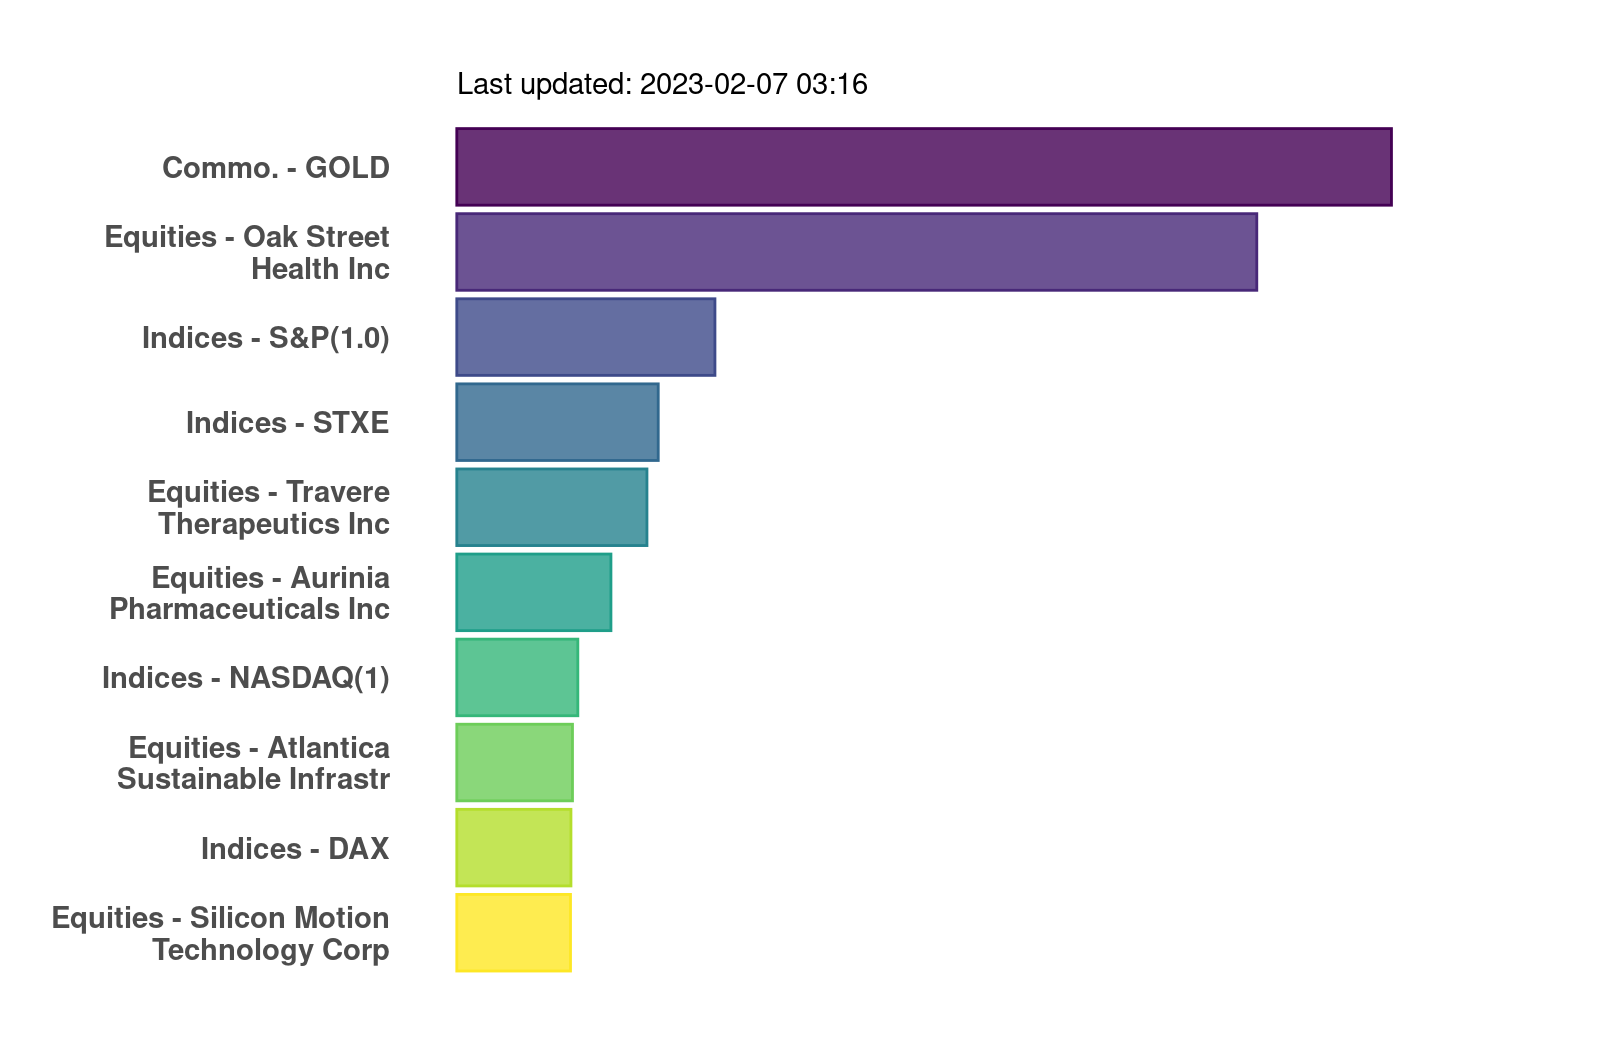 Last updated: 2023-02-07 03:16
Commo. - GOLD
Equities - Oak Street
Health Inc
Indices - S&P(1.0)
Indices - STXE
Equities - Travere
Therapeutics Inc
Equities - Aurinia
Pharmaceuticals Inc
Indices - NASDAQ(1)
Equities - Atlantica
Sustainable Infrastr
Indices - DAX
Equities - Silicon Motion
Technology Corp